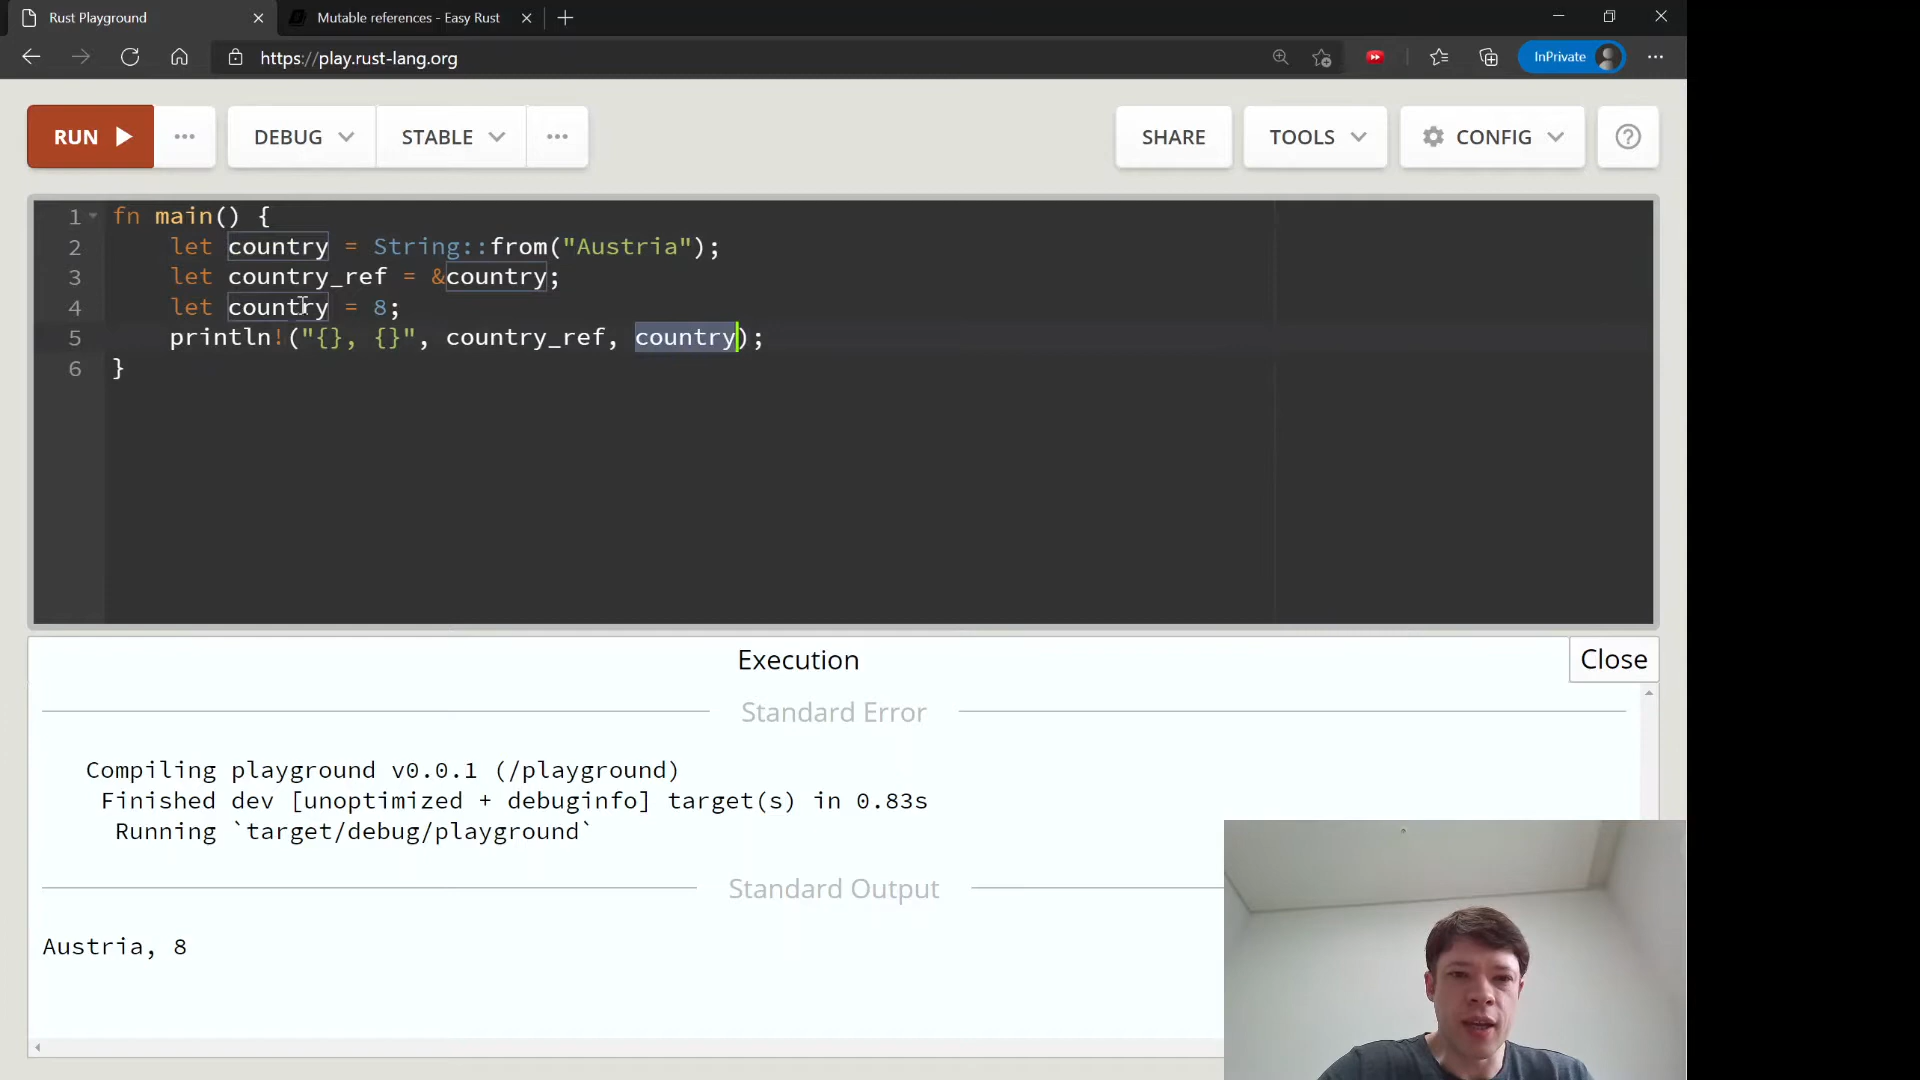 Rust Playground
Mutable references - Easy Rust
https://play.rust-lang.org
InPrivate
RUN
DEBUG
STABLE
SHARE
TOOLS
CONFIG
1 fn main() {
2 let country = String::from("Austria");
3 let country_ref = &country;
4 let country = 8;
5 println!("{}, {}", country_ref, country);
6 }
Execution
Close
Standard Error
Compiling playground v0.0.1 (/playground)
Finished dev [unoptimized + debuginfo] target(s) in 0.83s
Running `target/debug/playground`
Standard Output
Austria, 8